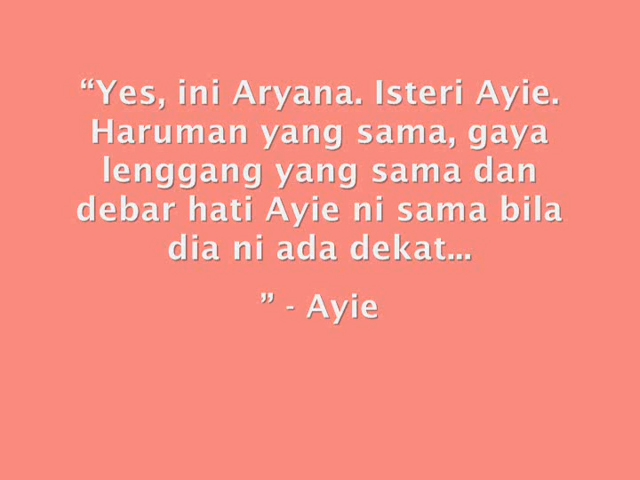 “Yes, ini Aryana. Isteri Ayie.
Haruman yang sama, gaya
lenggang yang sama dan
debar hati Ayie ni sama bila
dia ni ada dekat...
” - Ayie